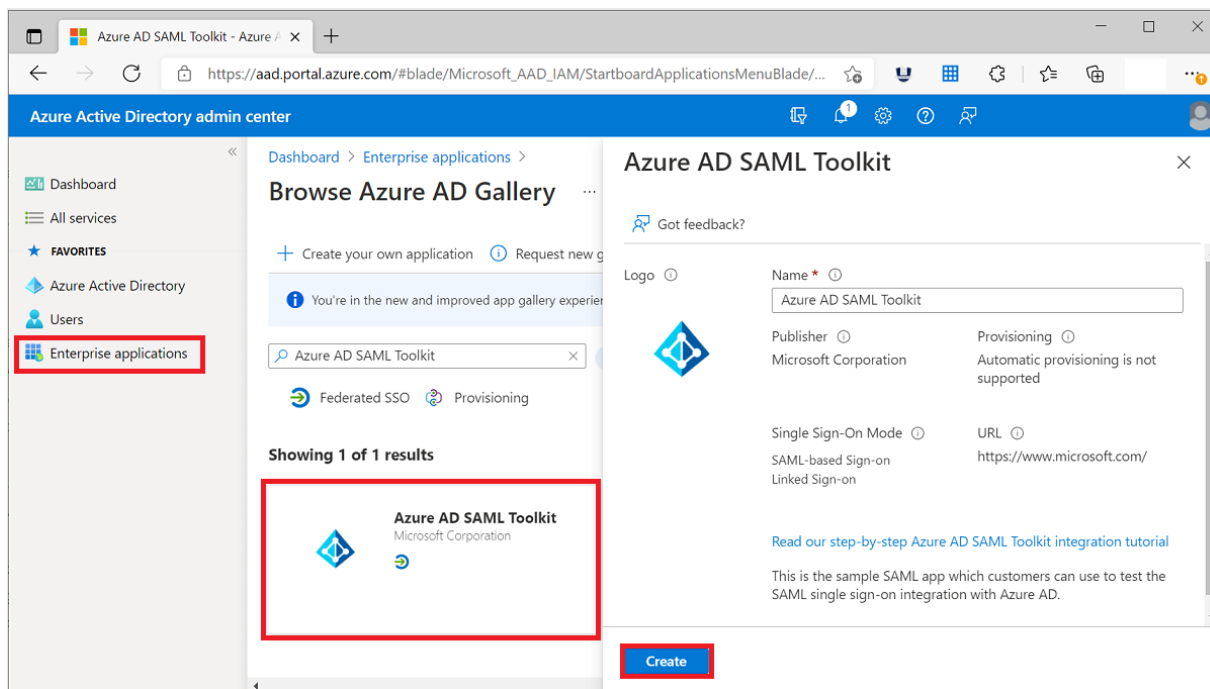 Azure AD SAML Toolkit - Azure A
https://aad.portal.azure.com/#blade/Microsoft_AAD_IAM/StartboardApplicationsMenuBlade/...
Azure Active Directory admin center
1
Dashboard
All services
FAVORITES
Azure Active Directory
Users
Enterprise applications
Dashboard > Enterprise applications >
Browse Azure AD Gallery ...
Create your own application
Request new g
You're in the new and improved app gallery experier
Azure AD SAML Toolkit
Federated SSO
Provisioning
Showing 1 of 1 results
Azure AD SAML Toolkit
Microsoft Corporation
Azure AD SAML Toolkit
Got feedback?
Logo
Name *
Azure AD SAML Toolkit
Publisher
Microsoft Corporation
Provisioning
Automatic provisioning is not
supported
Single Sign-On Mode
SAML-based Sign-on
Linked Sign-on
URL
https://www.microsoft.com/
Read our step-by-step Azure AD SAML Toolkit integration tutorial
This is the sample SAML app which customers can use to test the
SAML single sign-on integration with Azure AD.
Create